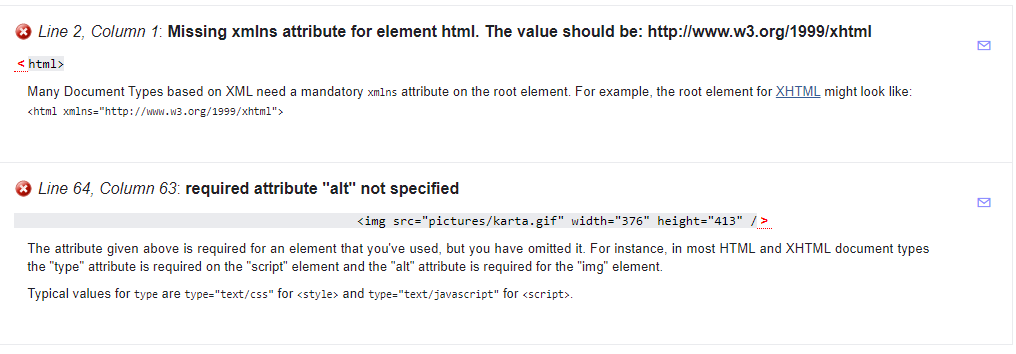 Line 2, Column 1: Missing xmlns attribute for element html. The value should be: http://www.w3.org/1999/xhtml
<html>
Many Document Types based on XML need a mandatory xmlns attribute on the root element. For example, the root element for XHTML might look like:
<html xmlns="http://www.w3.org/1999/xhtml">
Line 64, Column 63: required attribute "alt" not specified
<img src="pictures/karta.gif" width="376" height="413" />
The attribute given above is required for an element that you've used, but you have omitted it. For instance, in most HTML and XHTML document types
the "type" attribute is required on the "script" element and the "alt" attribute is required for the "img" element.
Typical values for type are type="text/css" for <style> and type="text/javascript" for <script>.